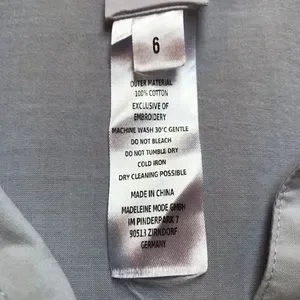 6
OUTER MATERIAL
100% COTTON
EXCLUSIVE OF
EMBROIDERY
MACHINE WASH 30°C GENTLE
DO NOT BLEACH
DO NOT TUMBLE DRY
COLD IRON
DRY CLEANING POSSIBLE
MADE IN CHINA
MADELEINE MODE GMBH
IM PINDERPARK 7
90513 ZIRNDORF
GERMANY